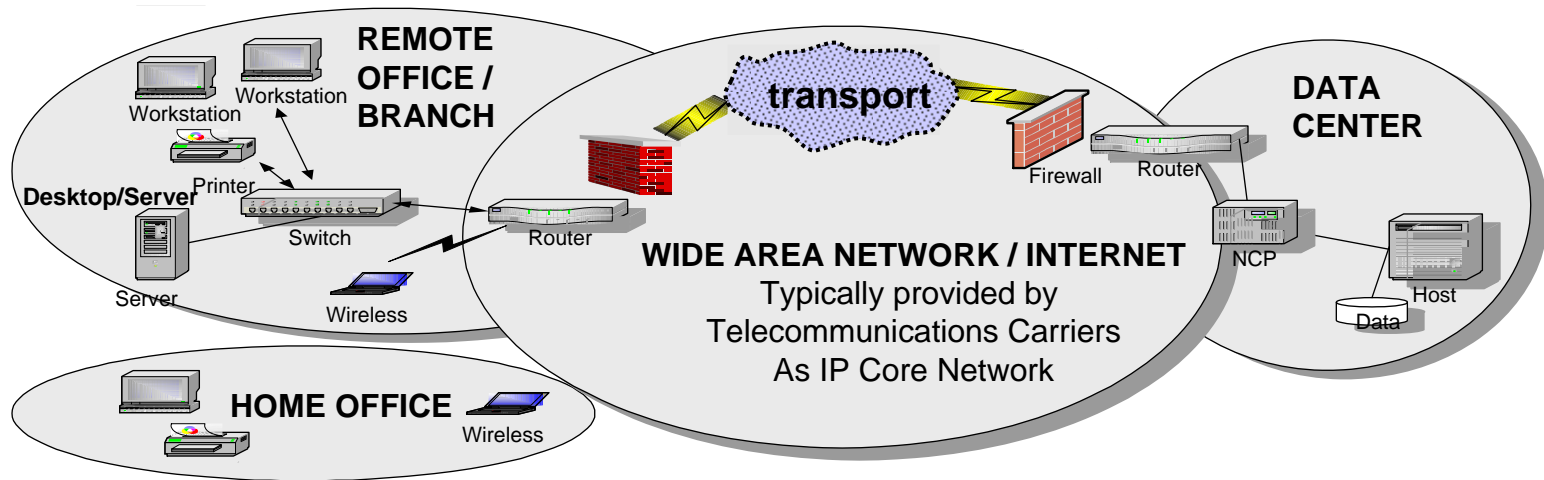 REMOTE
OFFICE /
BRANCH
Workstation
Workstation
Printer
Desktop/Server
Switch
Server
Wireless
Router
transport
Firewall
Router
WIDE AREA NETWORK / INTERNET
Typically provided by
Telecommunications Carriers
As IP Core Network
DATA
CENTER
NCP
Host
Data
HOME OFFICE
Wireless